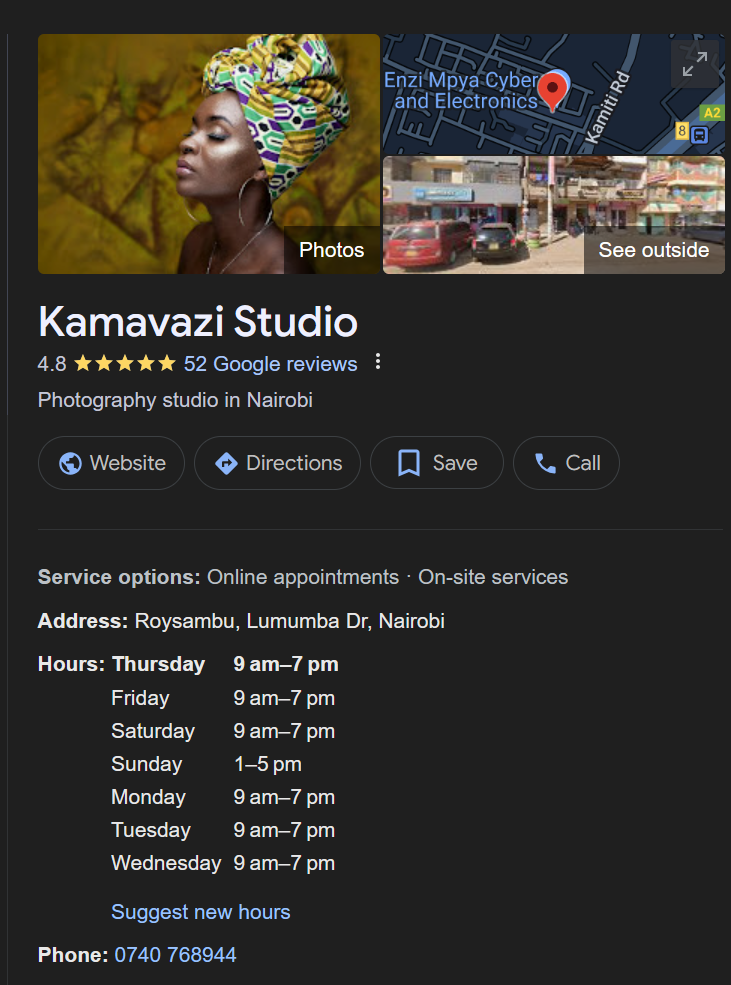 Enzi Mpya Cyber
and Electronics
Kamiti Rd
A2
8
Photos
See outside
Kamavazi Studio
4.8 52 Google reviews
Photography studio in Nairobi
Website Directions Save Call
Service options: Online appointments · On-site services
Address: Roysambu, Lumumba Dr, Nairobi
Hours: Thursday 9 am–7 pm
Friday 9 am–7 pm
Saturday 9 am–7 pm
Sunday 1–5 pm
Monday 9 am–7 pm
Tuesday 9 am–7 pm
Wednesday 9 am–7 pm
Suggest new hours
Phone: 0740 768944